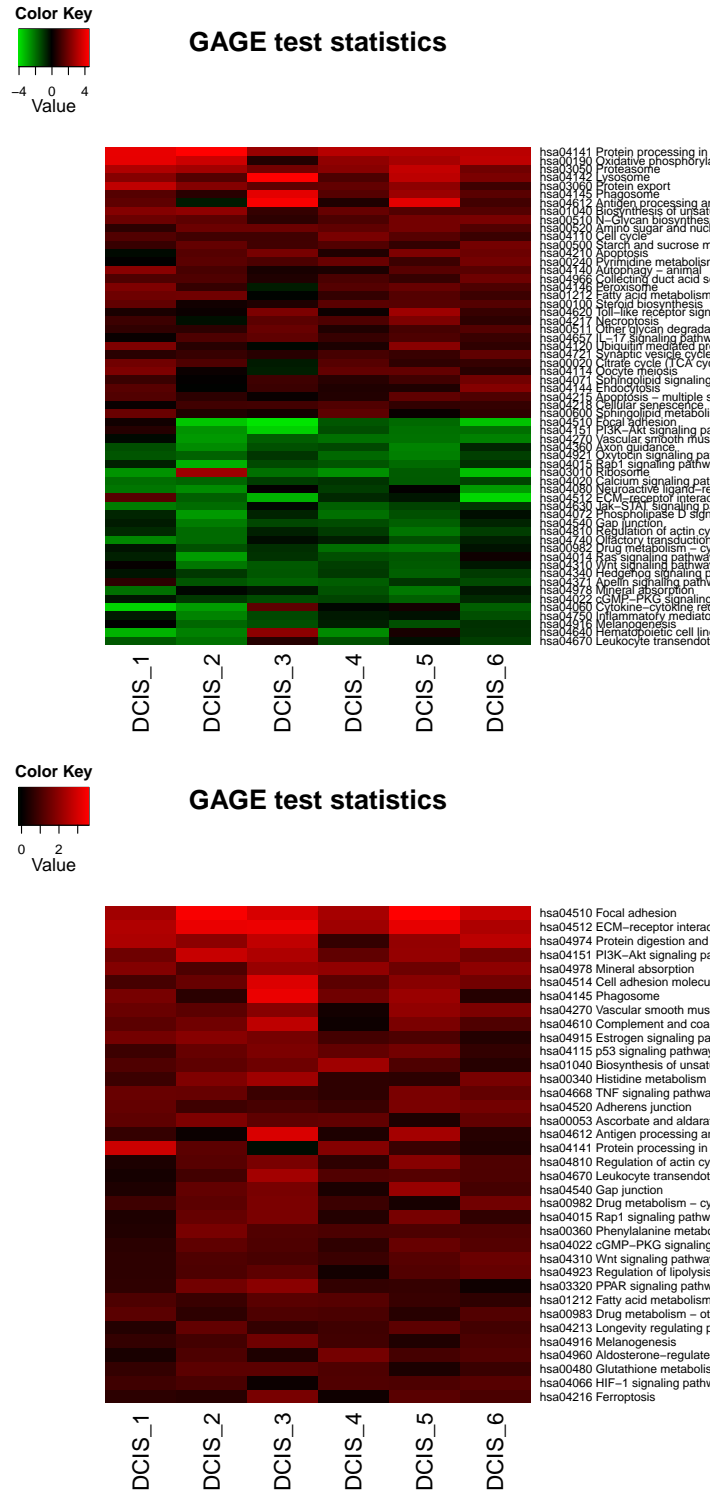 Color Key
GAGE test statistics
−4 0 4
Value
hsa04141 Protein processing in
hsa00190 Oxidative phosphoryla
hsa03050 Proteasome
hsa04142 Lysosome
hsa03060 Protein export
hsa04145 Phagosome
hsa04612 Antigen processing an
hsa01040 Biosynthesis of unsatu
hsa00510 N−Glycan biosynthesis
hsa00520 Amino sugar and nucl
hsa04110 Cell cycle
hsa00500 Starch and sucrose m
hsa04210 Apoptosis
hsa00240 Pyrimidine metabolism
hsa04140 Autophagy − animal
hsa04966 Collecting duct acid se
hsa04146 Peroxisome
hsa01212 Fatty acid metabolism
hsa00100 Steroid biosynthesis
hsa04620 Toll−like receptor signa
hsa04217 Necroptosis
hsa00511 Other glycan degradat
hsa04657 IL−17 signaling pathwa
hsa04120 Ubiquitin mediated pro
hsa04721 Synaptic vesicle cycle
hsa00020 Citrate cycle (TCA cyc
hsa04114 Oocyte meiosis
hsa04071 Sphingolipid signaling
hsa04144 Endocytosis
hsa04215 Apoptosis − multiple s
hsa04218 Cellular senescence
hsa00600 Sphingolipid metaboli
hsa04510 Focal adhesion
hsa04151 PI3K−Akt signaling pa
hsa04270 Vascular smooth mus
hsa04360 Axon guidance
hsa04921 Oxytocin signaling pat
hsa04015 Rap1 signaling pathw
hsa03010 Ribosome
hsa04020 Calcium signaling pat
hsa04080 Neuroactive ligand−re
hsa04512 ECM−receptor interac
hsa04630 Jak−STAT signaling p
hsa04072 Phospholipase D sign
hsa04540 Gap junction
hsa04810 Regulation of actin cy
hsa04740 Olfactory transduction
hsa00982 Drug metabolism − cy
hsa04014 Ras signaling pathway
hsa04310 Wnt signaling pathwa
hsa04340 Hedgehog signaling p
hsa04371 Apelin signaling pathw
hsa04978 Mineral absorption
hsa04022 cGMP−PKG signaling
hsa04060 Cytokine−cytokine rec
hsa04750 Inflammatory mediato
hsa04916 Melanogenesis
hsa04640 Hematopoietic cell line
hsa04670 Leukocyte transendot
DCIS_1 DCIS_2 DCIS_3 DCIS_4 DCIS_5 DCIS_6
Color Key
GAGE test statistics
0 2
Value
hsa04510 Focal adhesion
hsa04512 ECM−receptor interac
hsa04974 Protein digestion and
hsa04151 PI3K−Akt signaling pa
hsa04978 Mineral absorption
hsa04514 Cell adhesion molecu
hsa04145 Phagosome
hsa04270 Vascular smooth mus
hsa04610 Complement and coa
hsa04915 Estrogen signaling pa
hsa04115 p53 signaling pathway
hsa01040 Biosynthesis of unsatu
hsa00340 Histidine metabolism
hsa04668 TNF signaling pathwa
hsa04520 Adherens junction
hsa00053 Ascorbate and aldarat
hsa04612 Antigen processing an
hsa04141 Protein processing in
hsa04810 Regulation of actin cy
hsa04670 Leukocyte transendot
hsa04540 Gap junction
hsa00982 Drug metabolism − cy
hsa04015 Rap1 signaling pathw
hsa00360 Phenylalanine metabo
hsa04022 cGMP−PKG signaling
hsa04310 Wnt signaling pathwa
hsa04923 Regulation of lipolysis
hsa03320 PPAR signaling pathw
hsa01212 Fatty acid metabolism
hsa00983 Drug metabolism − ot
hsa04213 Longevity regulating p
hsa04916 Melanogenesis
hsa04960 Aldosterone−regulate
hsa00480 Glutathione metabolis
hsa04066 HIF−1 signaling pathw
hsa04216 Ferroptosis
DCIS_1 DCIS_2 DCIS_3 DCIS_4 DCIS_5 DCIS_6